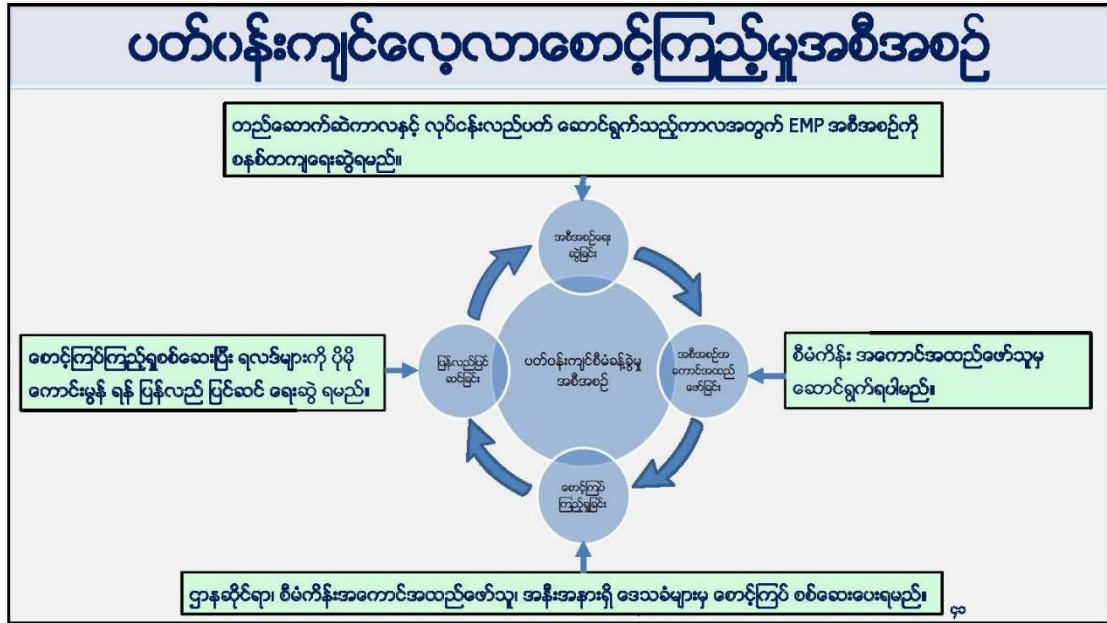 ပတ်ဝန်းကျင်လေ့လာစောင့်ကြည့်မှုအစီအစဉ်
တည်ဆောက်ဆဲကာလနှင့် လုပ်ငန်းလည်ပတ် ဆောင်ရွက်သည့်ကာလအတွက် EMP အစီအစဉ်ကို
စနစ်တကျရေးဆွဲရမည်။
အစီအစဉ်ရေး
ဆွဲခြင်း
စောင့်ကြပ်ကြည့်ရှုစစ်ဆေးပြီး ရလဒ်များကို ပိုမို
ကောင်းမွန် ရန် ပြန်လည် ပြင်ဆင် ရေးဆွဲ ရမည်။
ပြန်လည်ပြင်
ဆင်ခြင်း
ပတ်ဝန်းကျင်စီမံခန့်ခွဲမှု
အစီအစဉ်
အစီအစဉ်အ
ကောင်အထည်
ဖော်ခြင်း
စီမံကိန်း အကောင်အထည်ဖော်သူမှ
ဆောင်ရွက်ရပါမည်။
စောင့်ကြပ်
ကြည့်ရှုခြင်း
ဌာနဆိုင်ရာ၊ စီမံကိန်းအကောင်အထည်ဖော်သူ၊ အနီးအနားရှိ ဒေသခံများမှ စောင့်ကြပ် စစ်ဆေးပေးရမည်။